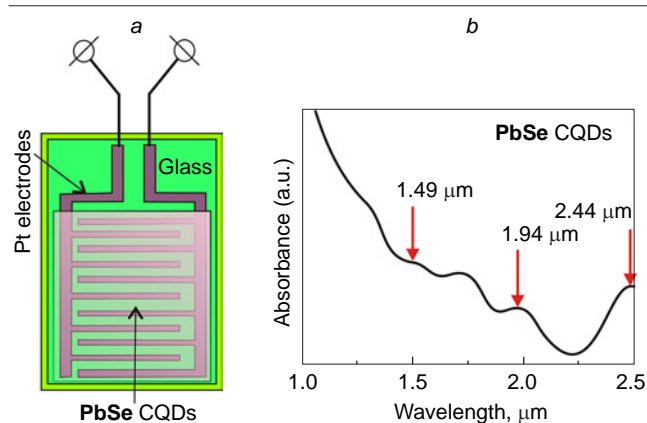 a
Glass
Pt electrodes
PbSe CQDs
b
PbSe CQDs
1.49 μm
1.94 μm
2.44 μm
Absorbance (a.u.)
1.0
1.5
2.0
2.5
Wavelength, μm